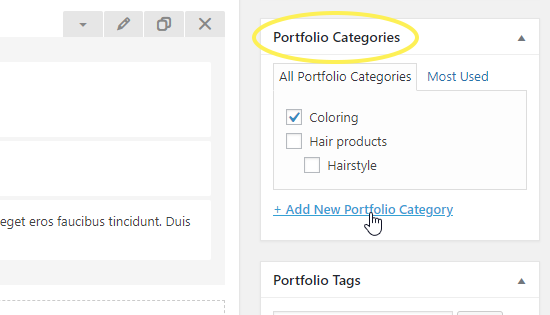 Portfolio Categories
All Portfolio Categories
Most Used
Coloring
Hair products
Hairstyle
eget eros faucibus tincidunt. Duis
+ Add New Portfolio Category
Portfolio Tags